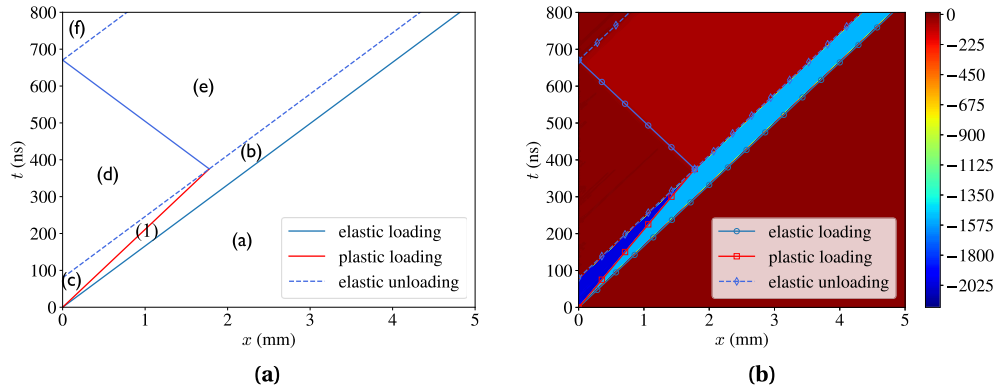 800
700
600
500
400
300
200
100
0
t (ns)
0
1
2
3
4
5
x (mm)
(f)
(e)
(b)
(d)
(1)
(a)
(c)
elastic loading
plastic loading
elastic unloading
(a)
800
700
600
500
400
300
200
100
0
t (ns)
0
1
2
3
4
5
x (mm)
elastic loading
plastic loading
elastic unloading
0
−225
−450
−675
−900
−1125
−1350
−1575
−1800
−2025
(b)